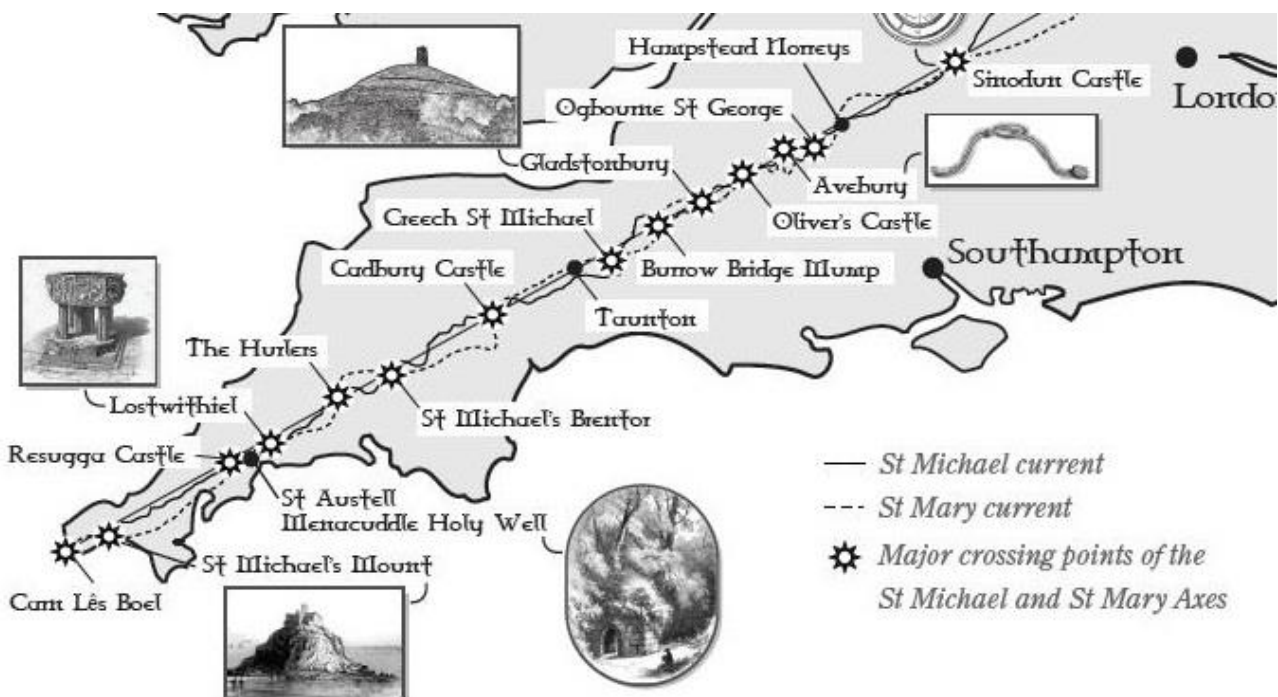 Hampstead Norreys
Sinodun Castle
Londo
Ogbourne St George
Gladstonbury
Avebury
Oliver's Castle
Creech St Michael
Southampton
Cadbury Castle
Burrow Bridge Mump
Taunton
The Hurlers
Lostwithiel
St Michael's Brentor
Resugga Castle
St Austell
Menacuddle Holy Well
St Michael's Mount
Carn Lês Boel
St Michael current
St Mary current
Major crossing points of the
St Michael and St Mary Axes